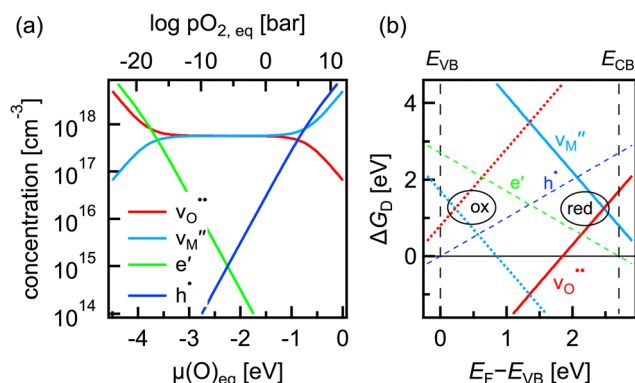 (a)
log pO2, eq [bar]
-20 -10 0 10
concentration [cm-3]
10^18
10^17
10^16
10^15
10^14
vO••
vM′′
e′
h•
-4 -3 -2 -1 0
μ(O)eq [eV]
(b)
EVB ECB
ΔGD [eV]
4
2
0
vM′′
e′ h•
ox red
vO••
0 1 2
EF−EVB [eV]